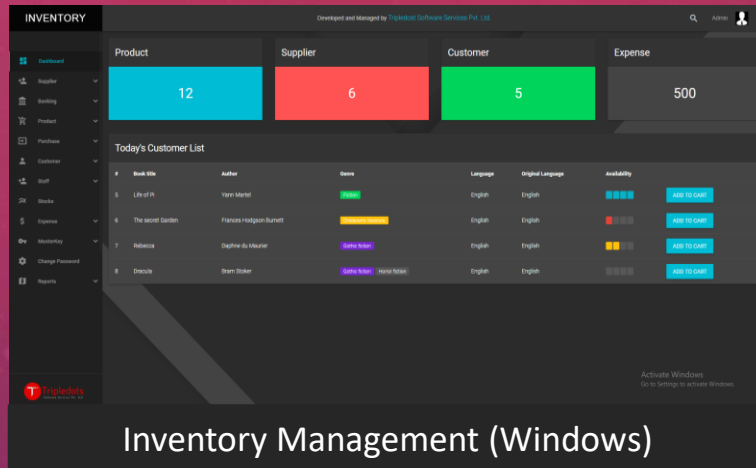 INVENTORY
Developed and Managed by Tripledost Software Services Pvt. Ltd.
Admin
Dashboard
Supplier
Banking
Product
Purchase
Customer
Staff
Stocks
Expense
MasterKey
Change Password
Reports
Tripledots
Product
Supplier
Customer
Expense
12
6
5
500
Today's Customer List
# Book title Author Genre Language Original Language Availability
5 Life of Pi Yann Martel Fiction English English ADD TO CART
6 The secret Garden Frances Hodgson Burnett English English ADD TO CART
7 Rebecca Daphne du Maurier Gothic fiction English English ADD TO CART
8 Dracula Bram Stoker Gothic fiction Horror fiction English English ADD TO CART
Activate Windows
Go to Settings to activate Windows.
Inventory Management (Windows)